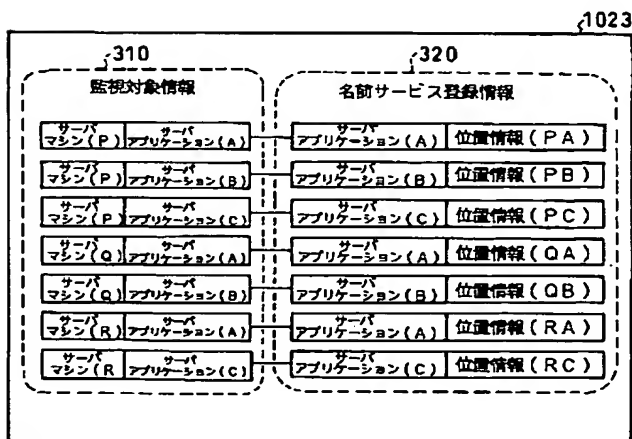 1023
310
320
監視対象情報
名前サービス登録情報
サーバ マシン(P) サーバ アプリケーション(A) サーバ アプリケーション(A) 位置情報(PA)
サーバ マシン(P) サーバ アプリケーション(B) サーバ アプリケーション(B) 位置情報(PB)
サーバ マシン(P) サーバ アプリケーション(C) サーバ アプリケーション(C) 位置情報(PC)
サーバ マシン(Q) サーバ アプリケーション(A) サーバ アプリケーション(A) 位置情報(QA)
サーバ マシン(Q) サーバ アプリケーション(B) サーバ アプリケーション(B) 位置情報(QB)
サーバ マシン(R) サーバ アプリケーション(A) サーバ アプリケーション(A) 位置情報(RA)
サーバ マシン(R サーバ アプリケーション(C) サーバ アプリケーション(C) 位置情報(RC)